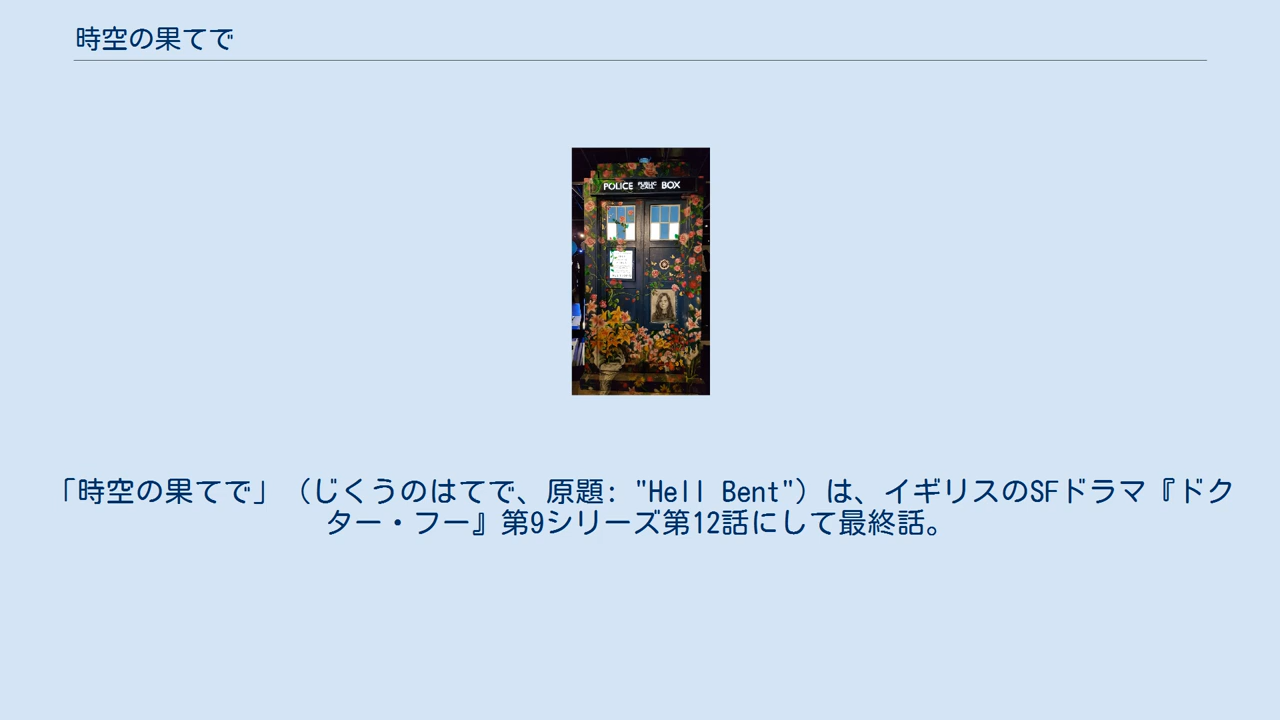 時空の果てで
POLICE PUBLIC CALL BOX
「時空の果てで」（じくうのはてで、原題: "Hell Bent"）は、イギリスのSFドラマ『ドク
ター・フー』第9シリーズ第12話にして最終話。